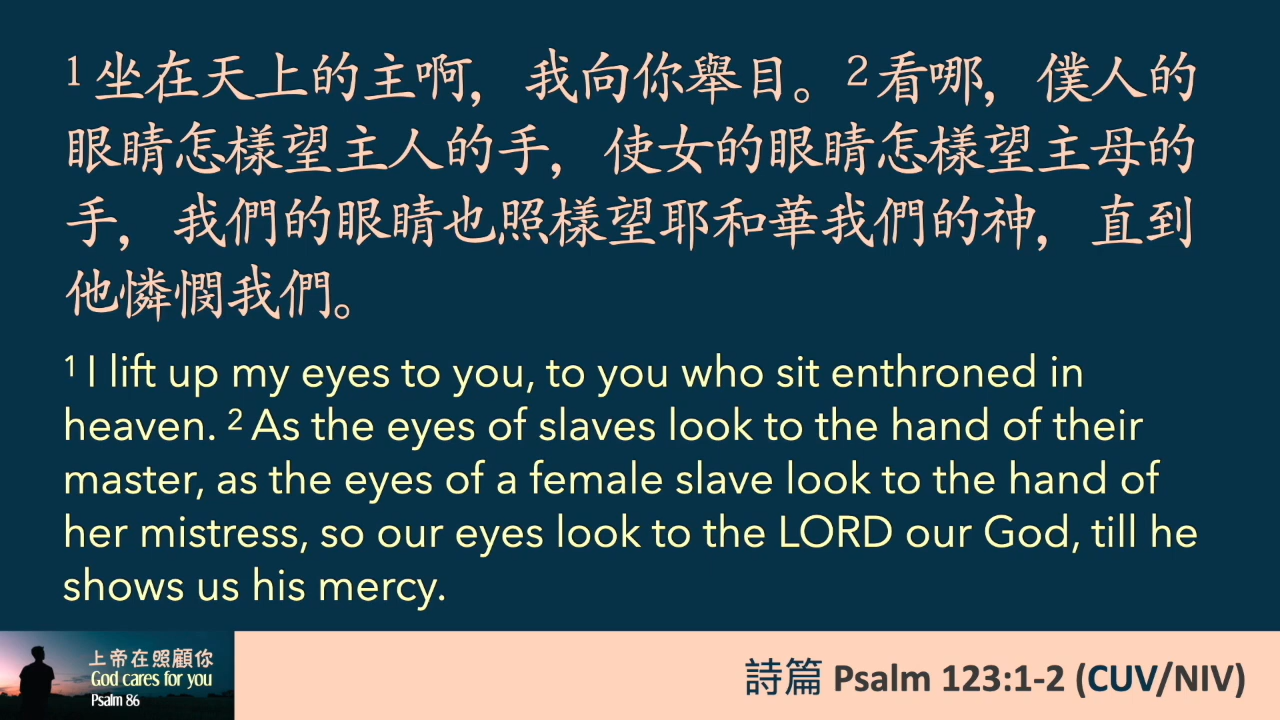 1 坐在天上的主啊，我向你舉目。2 看哪，僕人的
眼睛怎樣望主人的手，使女的眼睛怎樣望主母的
手，我們的眼睛也照樣望耶和華我們的神，直到
他憐憫我們。
1 I lift up my eyes to you, to you who sit enthroned in
heaven. 2 As the eyes of slaves look to the hand of their
master, as the eyes of a female slave look to the hand of
her mistress, so our eyes look to the LORD our God, till he
shows us his mercy.
上帝在照顧你
God cares for you
Psalm 86
詩篇 Psalm 123:1-2 (CUV/NIV)